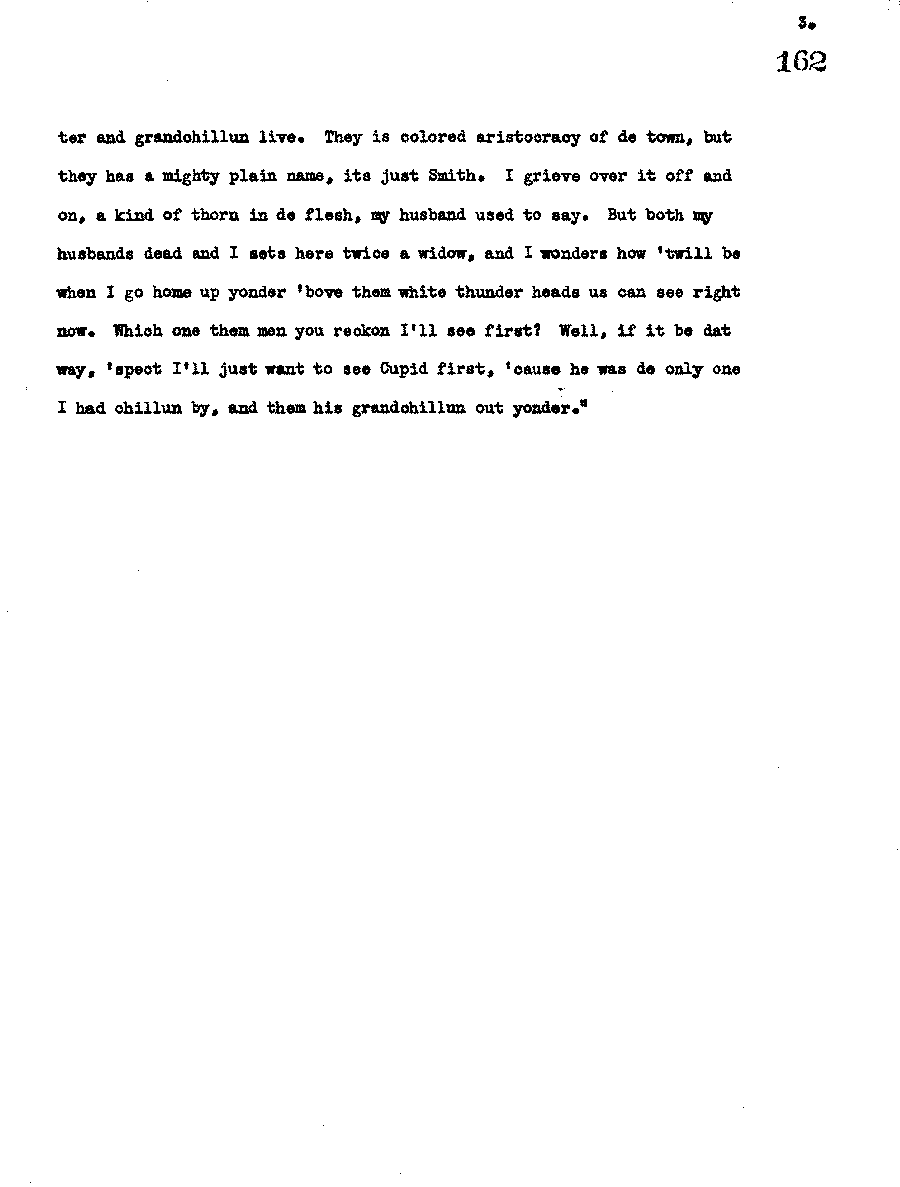 3.
162
ter and grandchillun live. They is colored aristocracy of de town, but
they has a mighty plain name, its just Smith. I grieve over it off and
on, a kind of thorn in de flesh, my husband used to say. But both my
husbands dead and I sets here twice a widow, and I wonders how 'twill be
when I go home up yonder 'bove them white thunder heads us can see right
now. Which one them men you reckon I'll see first? Well, if it be dat
way, 'spect I'll just want to see Cupid first, 'cause he was de only one
I had chillun by, and them his grandchillun out yonder."